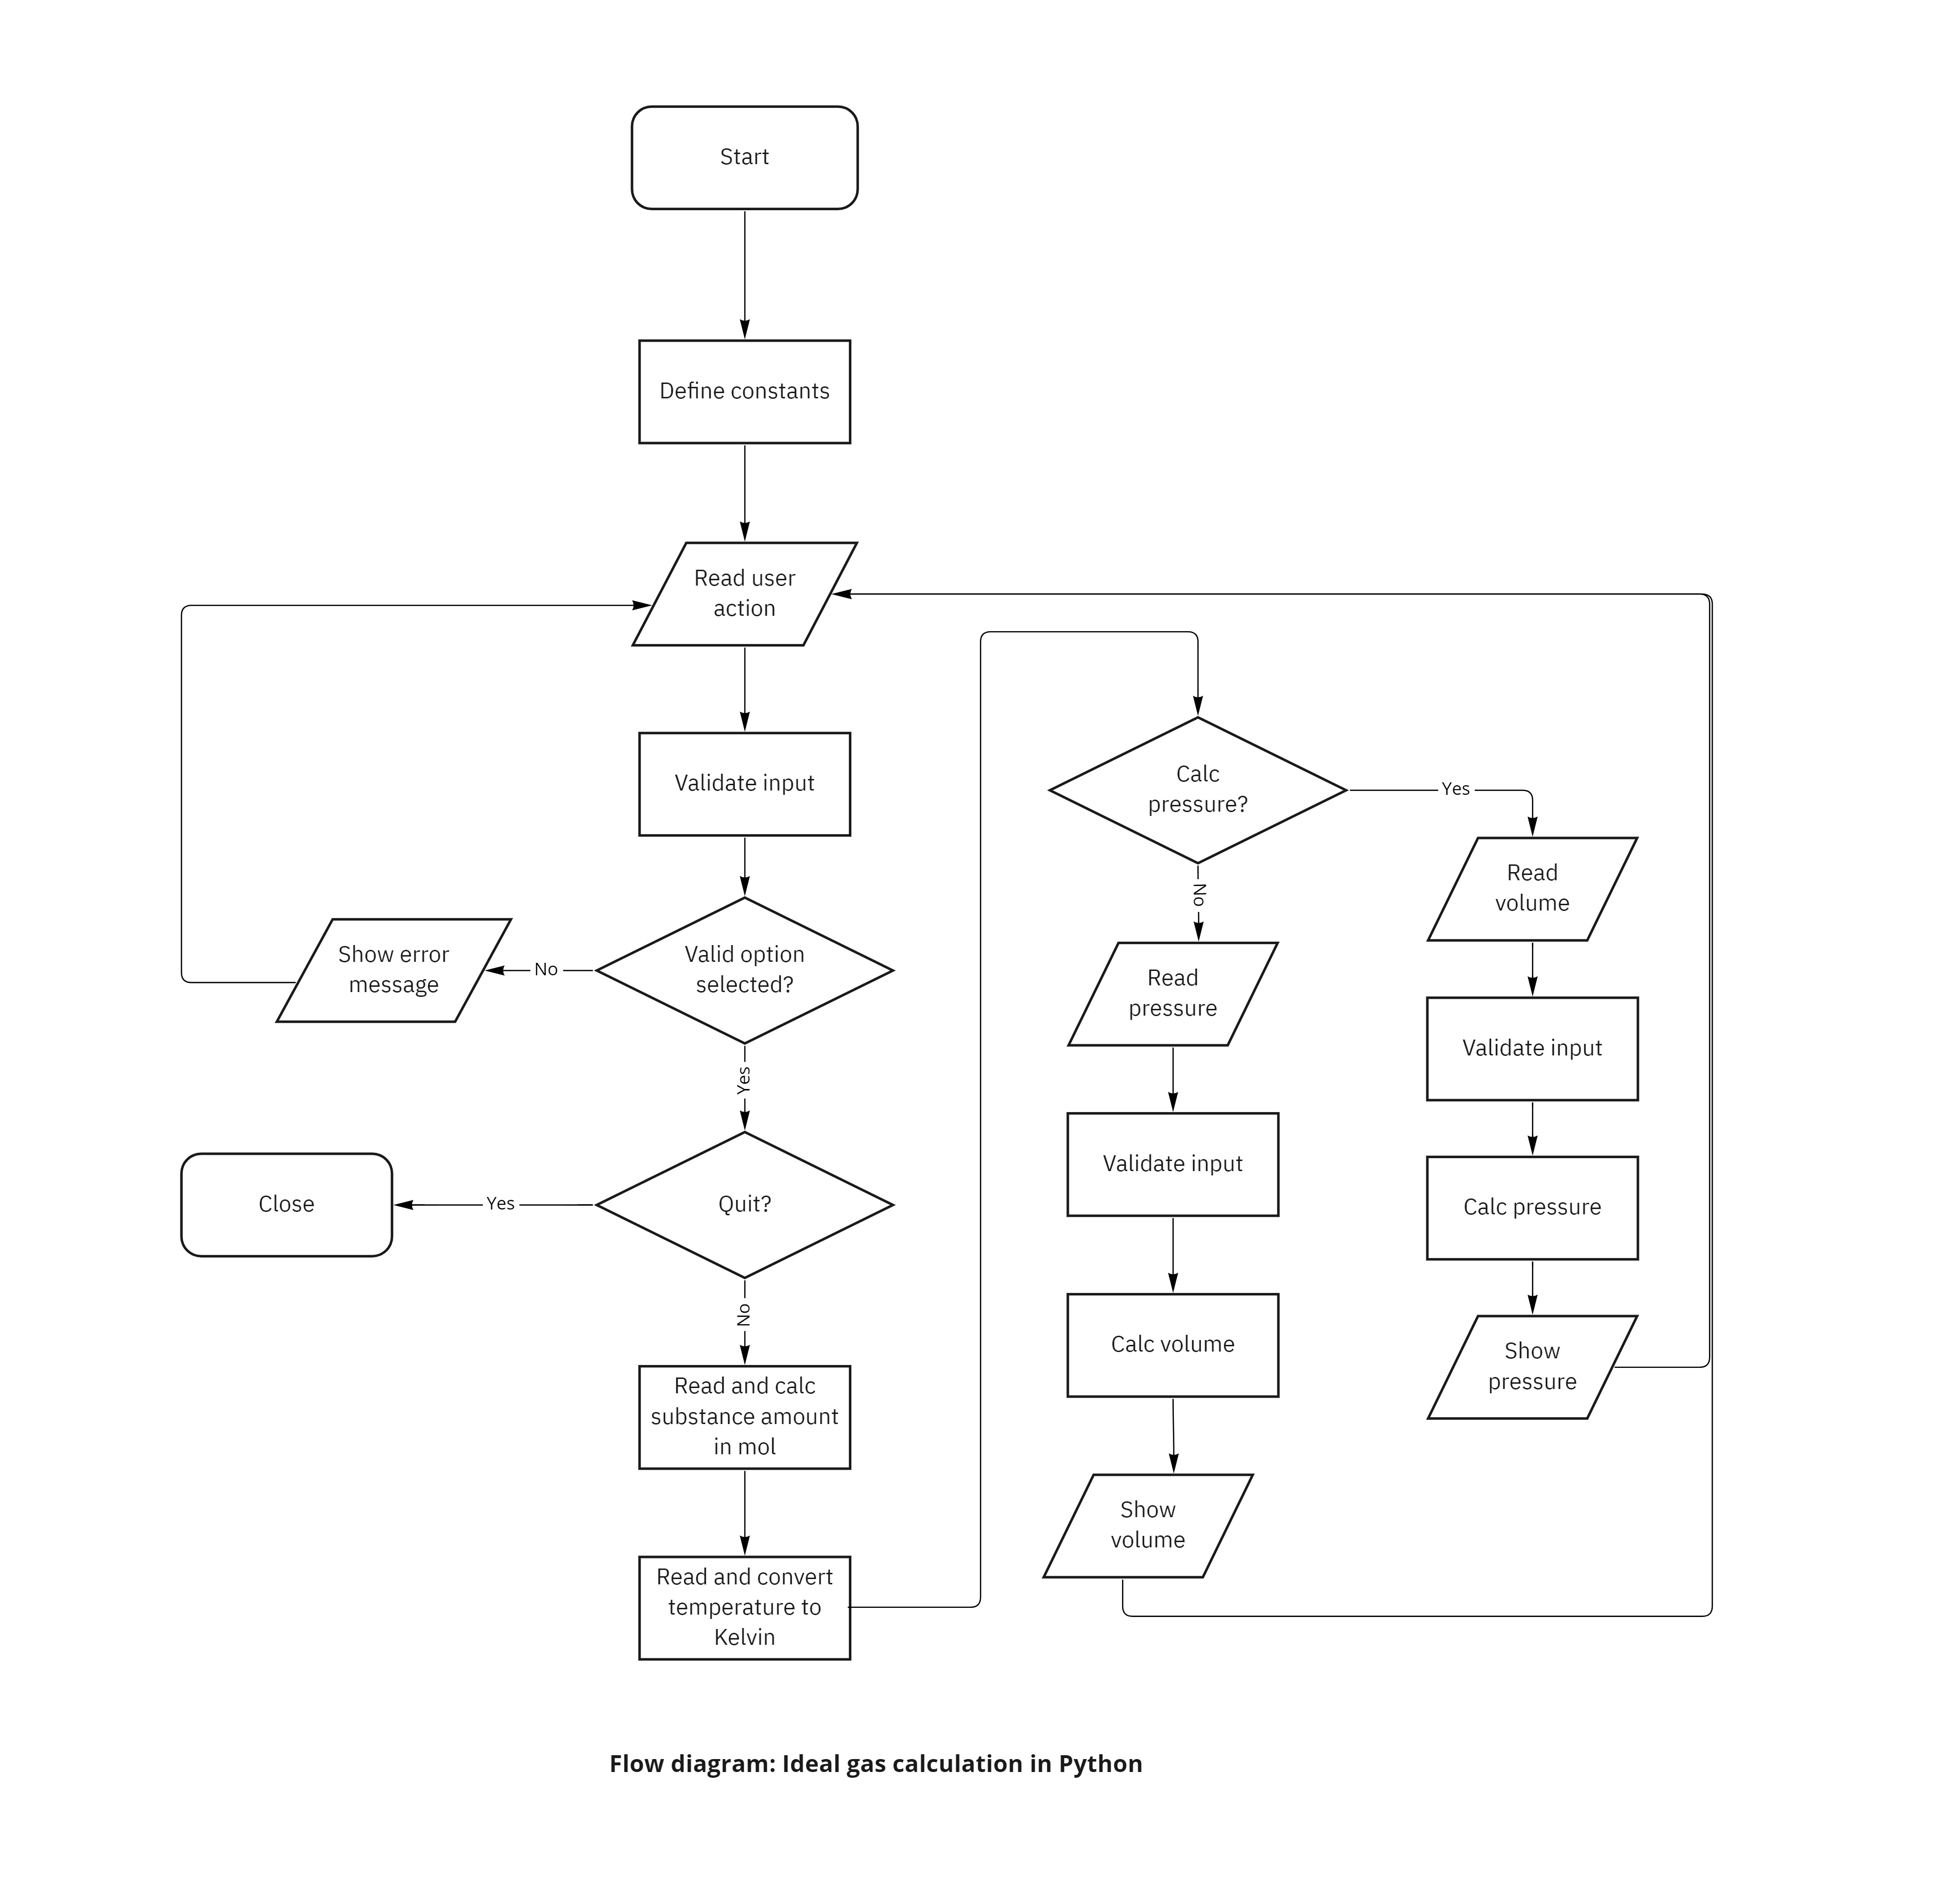 Start
Define constants
Read user
action
Validate input
Valid option
selected?
No
Show error
message
Yes
Quit?
Yes
Close
No
Read and calc
substance amount
in mol
Read and convert
temperature to
Kelvin
Calc
pressure?
Yes
Read
volume
Validate input
Calc pressure
Show
pressure
No
Read
pressure
Validate input
Calc volume
Show
volume
Flow diagram: Ideal gas calculation in Python